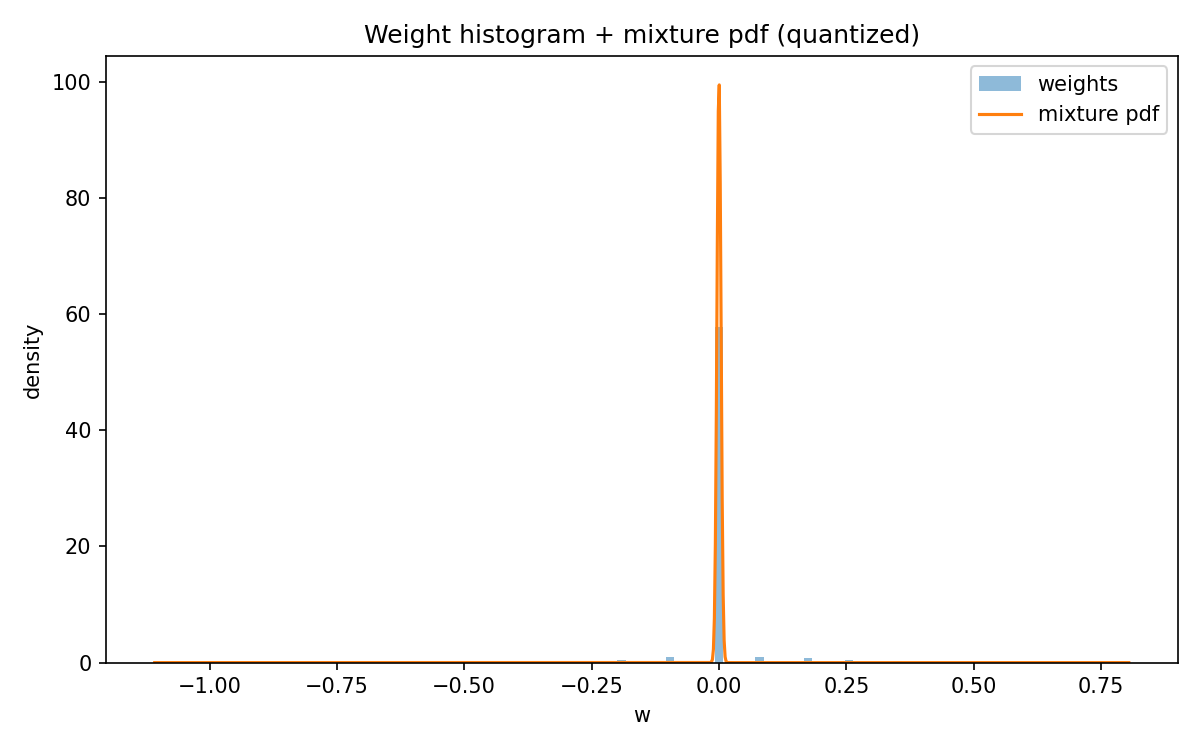 Weight histogram + mixture pdf (quantized)
weights
mixture pdf
100
80
60
40
20
0
density
−1.00 −0.75 −0.50 −0.25 0.00 0.25 0.50 0.75
w